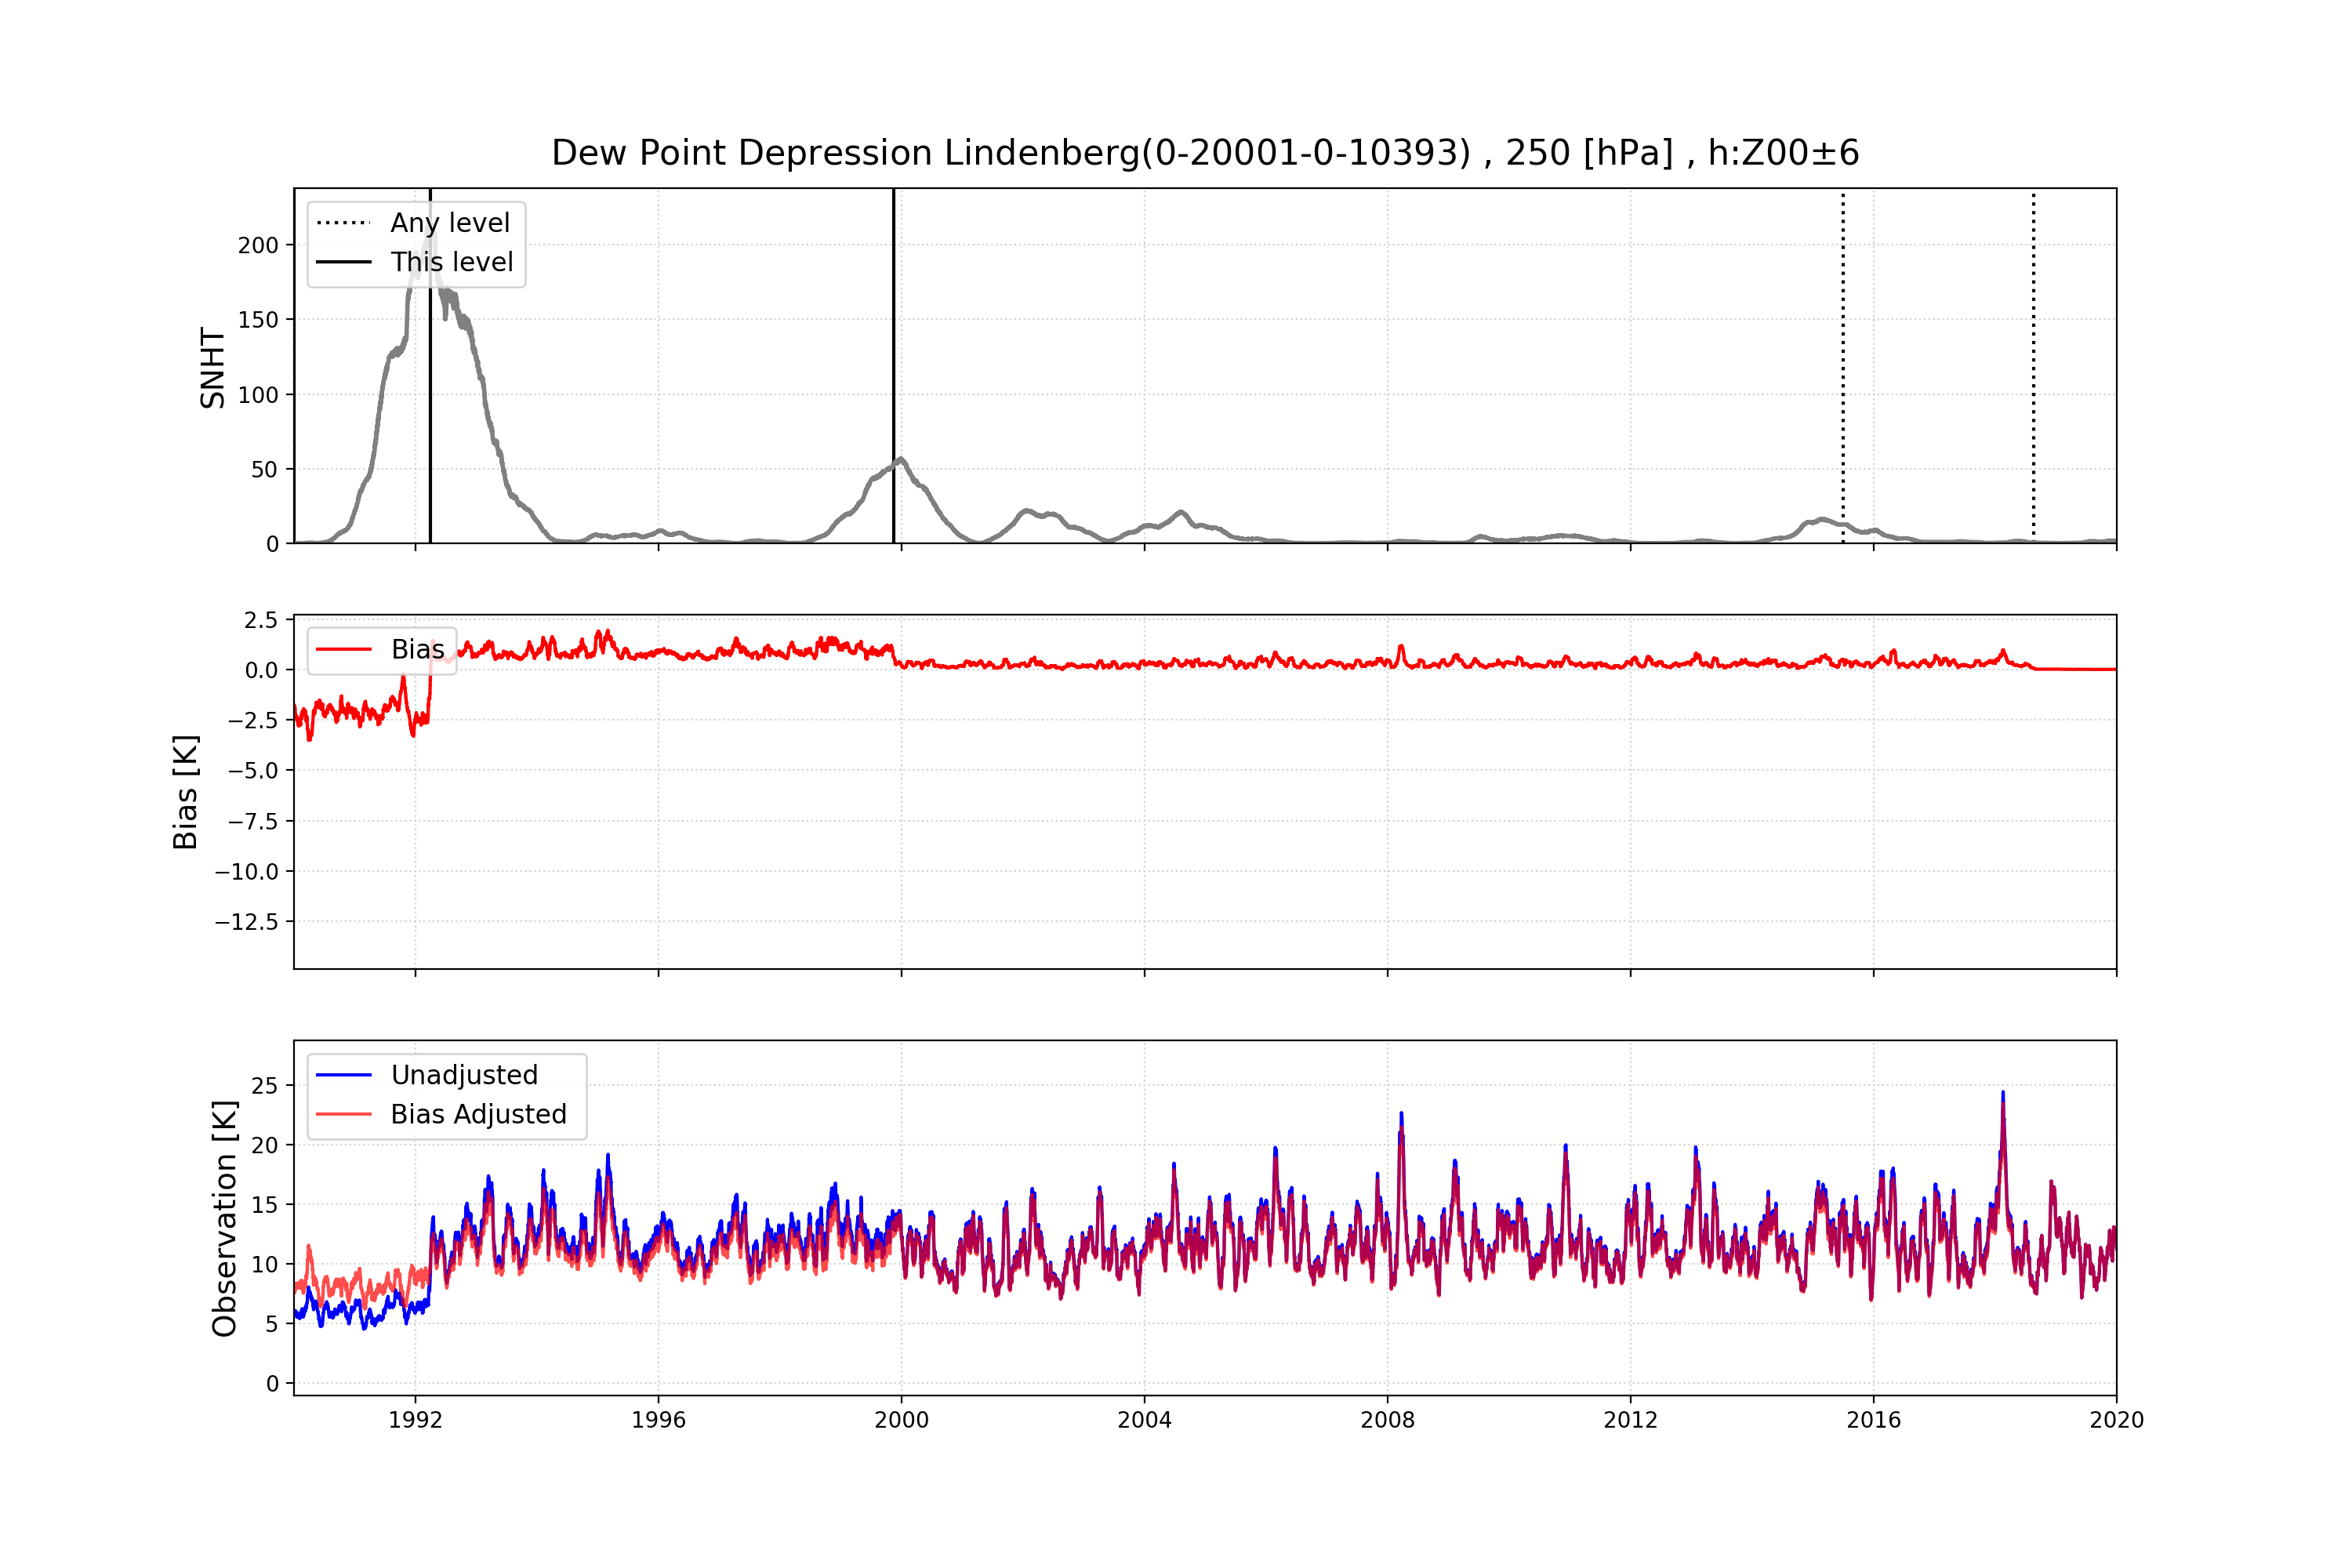 Dew Point Depression Lindenberg(0-20001-0-10393) , 250 [hPa] , h:Z00±6
SNHT
200
150
100
50
0
Any level
This level
Bias [K]
2.5
0.0
−2.5
−5.0
−7.5
−10.0
−12.5
Bias
Observation [K]
25
20
15
10
5
0
Unadjusted
Bias Adjusted
1992 1996 2000 2004 2008 2012 2016 2020